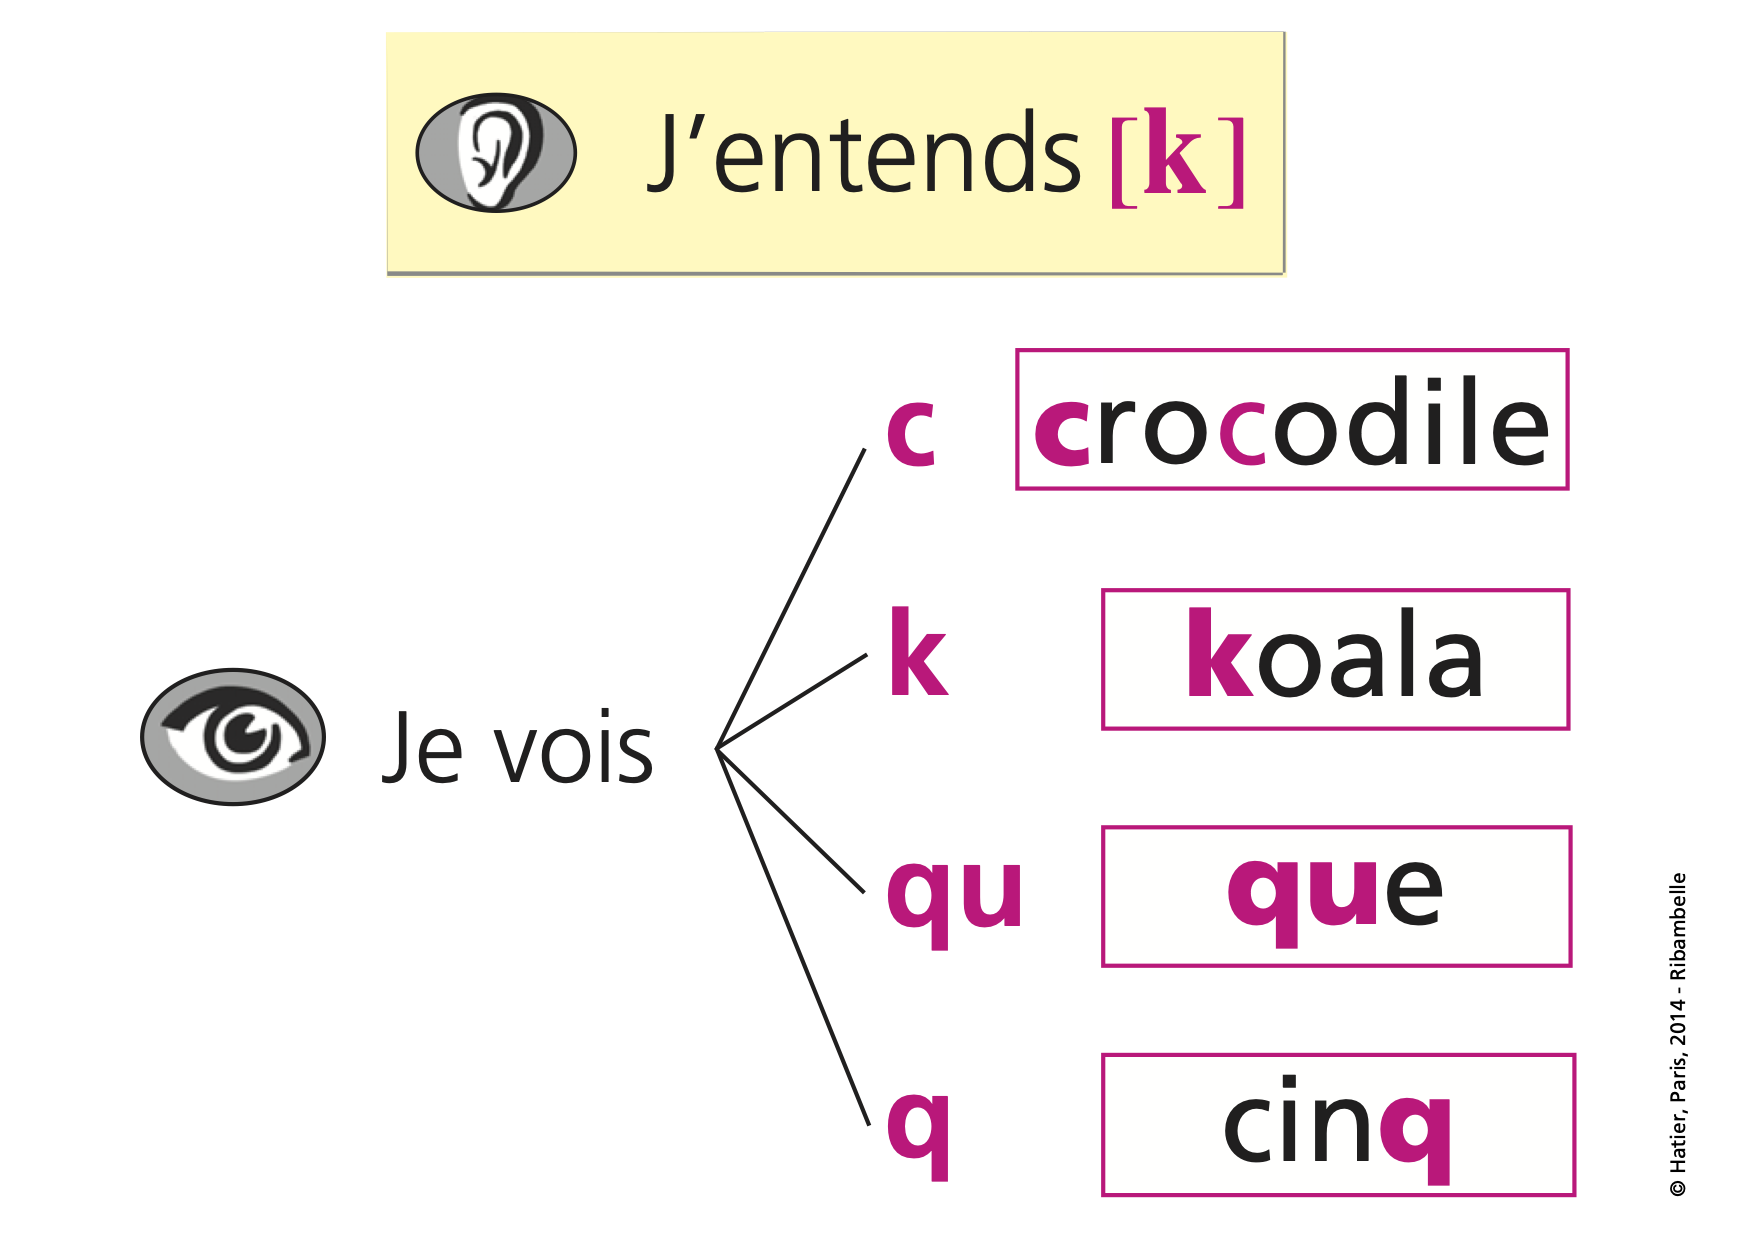 J'entends [k]
c crocodile
k koala
Je vois
qu que
q cinq
© Hatier, Paris, 2014 - Ribambelle